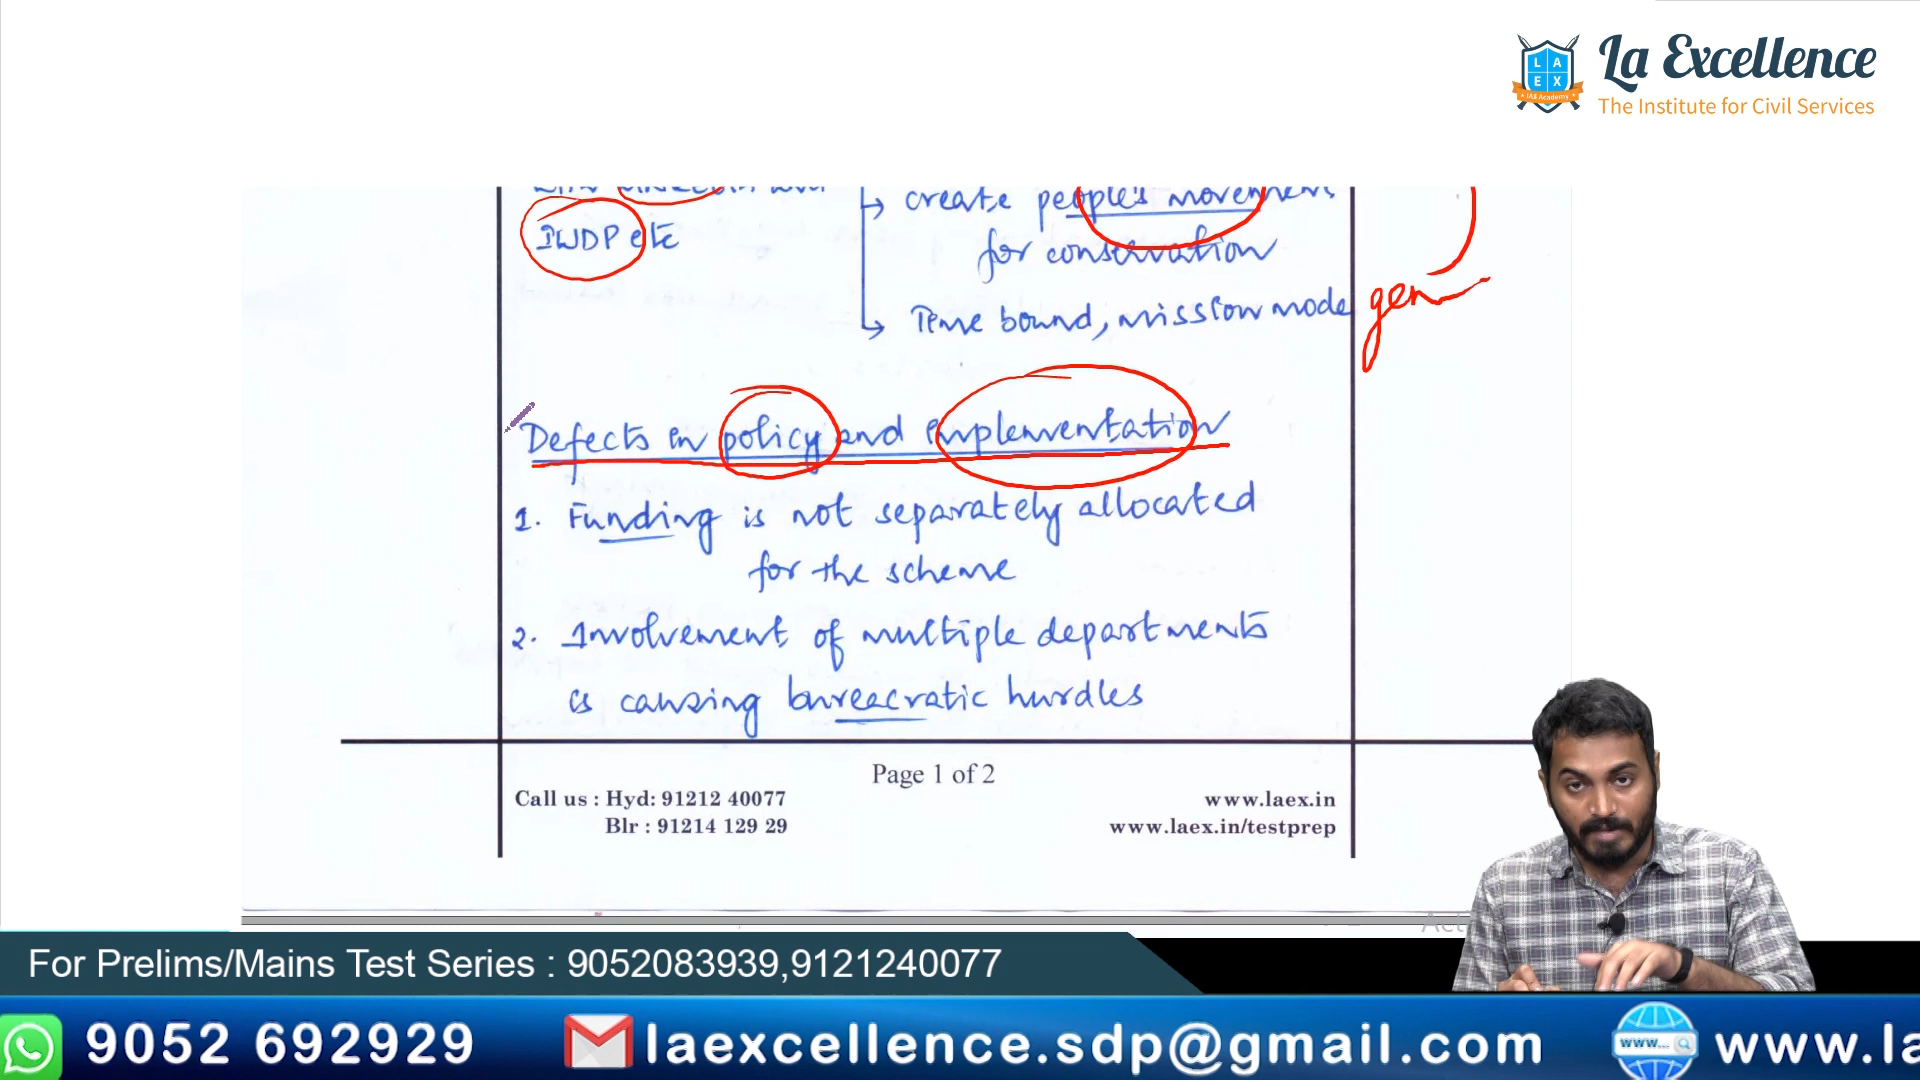 La Excellence
The Institute for Civil Services
L A
E X
IAS Academy
create people's movement
IWDP etc
for conservation
Time bound, mission mode
gen
Defects in policy and implementation
1. Funding is not separately allocated
for the scheme
2. Involvement of multiple departments
is causing bureacratic hurdles
Page 1 of 2
Call us : Hyd: 91212 40077
www.laex.in
Blr : 91214 129 29
www.laex.in/testprep
For Prelims/Mains Test Series : 9052083939,9121240077
9052 692929
laexcellence.sdp@gmail.com
www...
www.la